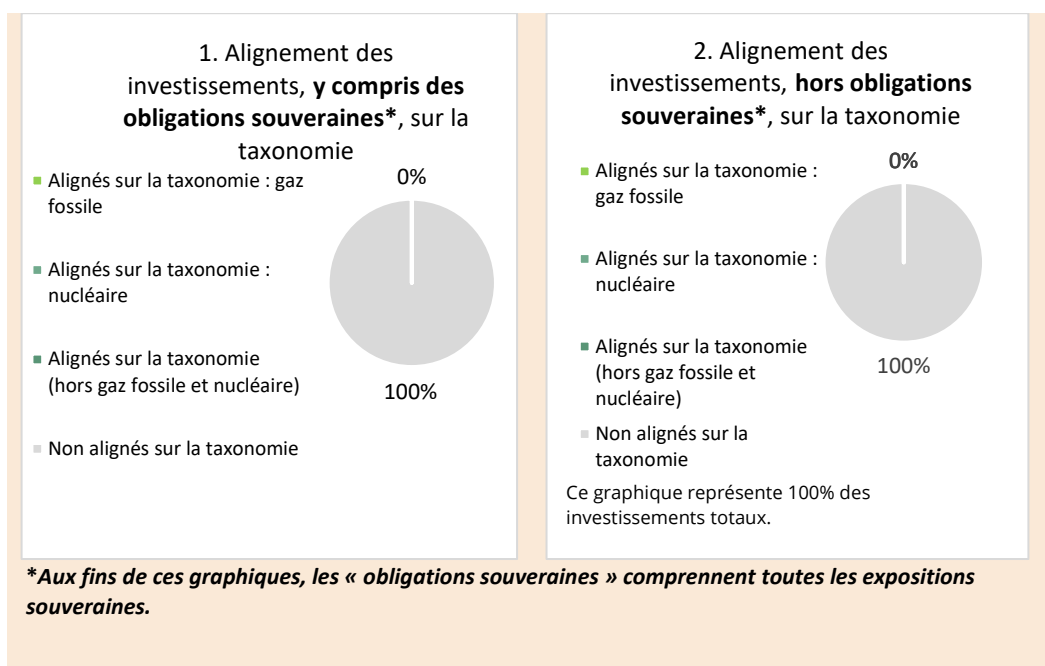 1. Alignement des
investissements, y compris des
obligations souveraines*, sur la
taxonomie
Alignés sur la taxonomie : gaz
fossile
Alignés sur la taxonomie :
nucléaire
Alignés sur la taxonomie
(hors gaz fossile et nucléaire)
Non alignés sur la taxonomie
0%
100%
2. Alignement des
investissements, hors obligations
souveraines*, sur la taxonomie
Alignés sur la taxonomie :
gaz fossile
Alignés sur la taxonomie :
nucléaire
Alignés sur la taxonomie
(hors gaz fossile et
nucléaire)
Non alignés sur la
taxonomie
0%
100%
Ce graphique représente 100% des
investissements totaux.
*Aux fins de ces graphiques, les « obligations souveraines » comprennent toutes les expositions
souveraines.